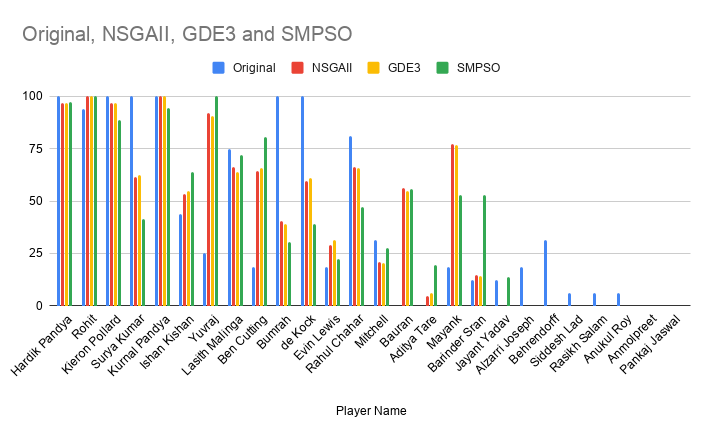 Original, NSGAII, GDE3 and SMPSO
Original NSGAII GDE3 SMPSO
100
75
50
25
0
Hardik Pandya
Rohit
Kieron Pollard
Surya Kumar
Kurnal Pandya
Ishan Kishan
Yuvraj
Lasith Malinga
Ben Cutting
Bumrah
de Kock
Evin Lewis
Rahul Chahar
Mitchell
Bauran
Aditya Tare
Mayank
Barinder Sran
Jayant Yadav
Alzarri Joseph
Behrendorff
Siddesh Lad
Rasikh Salam
Anukul Roy
Anmolpreet
Pankaj Jaswal
Player Name